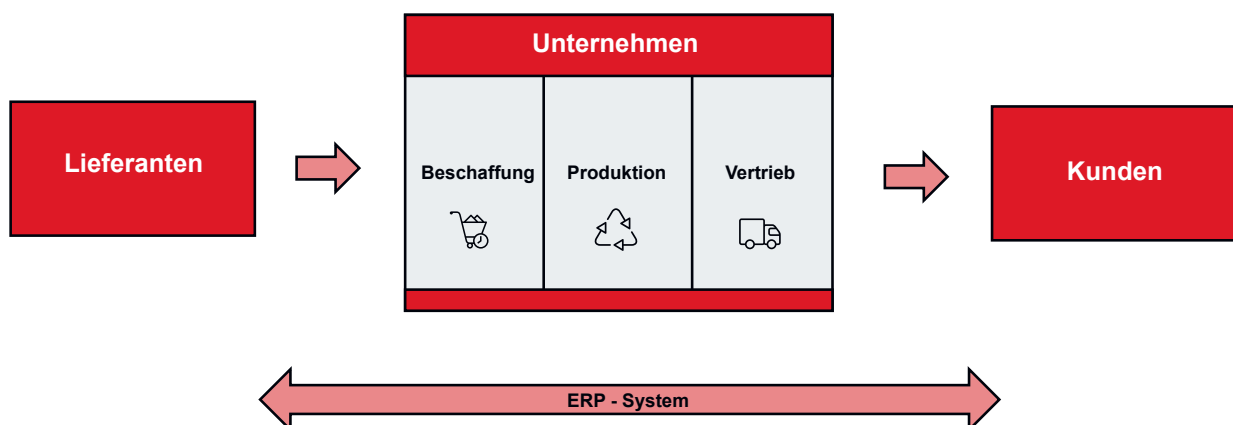 Unternehmen
Lieferanten
Beschaffung
Produktion
Vertrieb
Kunden
ERP - System